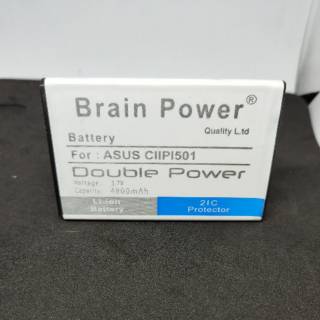 Brain Power®
Quality L.td
Battery
For : ASUS CIIPI501
Double Power
Voltage: 3.7V
Capacity: 4800mAh
Li-ion
Battery
2IC
Protector